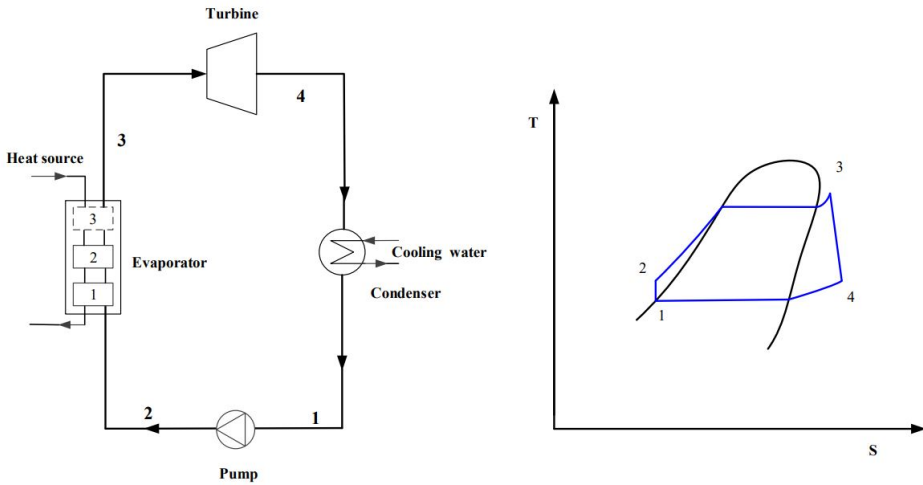 Turbine
4
3
Heat source
3
2
1
Evaporator
Cooling water
Condenser
2
1
Pump
T
3
2
1
4
S